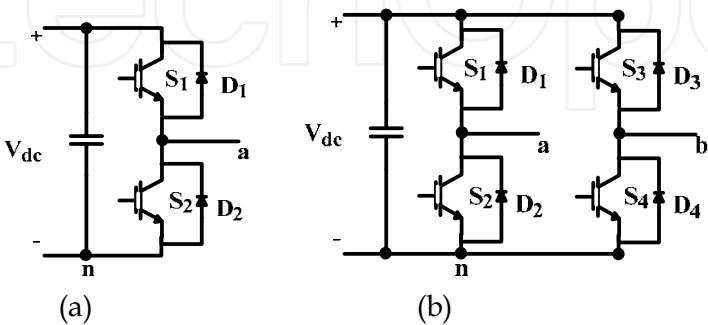 +
S1
D1
Vdc
a
S2
D2
-
n
(a)
+
S1
D1
S3
D3
Vdc
a
b
S2
D2
S4
D4
-
n
(b)